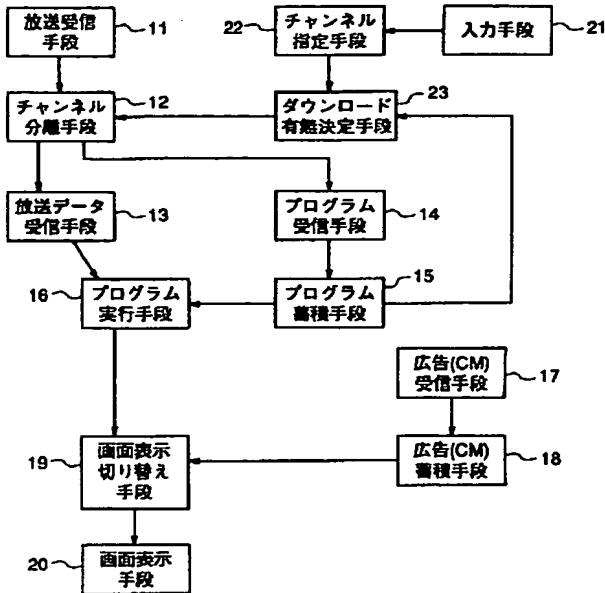 放送受信
手段
11
22
チャンネル
指定手段
入力手段
21
チャンネル
分離手段
12
ダウンロード
有無決定手段
23
放送データ
受信手段
13
プログラム
受信手段
14
16
プログラム
実行手段
プログラム
蓄積手段
15
広告(CM)
受信手段
17
19
画面表示
切り替え
手段
広告(CM)
蓄積手段
18
20
画面表示
手段